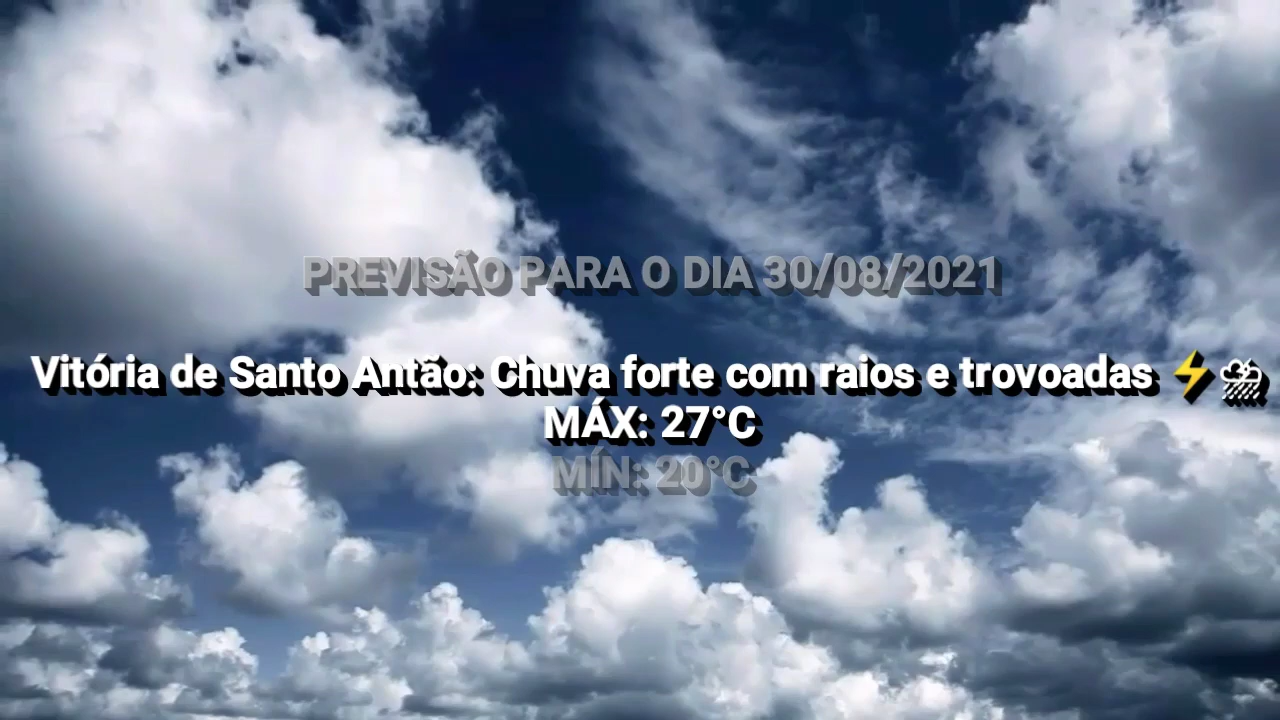 PREVISÃO PARA O DIA 30/08/2021
Vitória de Santo Antão: Chuva forte com raios e trovoadas ⚡⛈
MÁX: 27°C
MÍN: 20°C